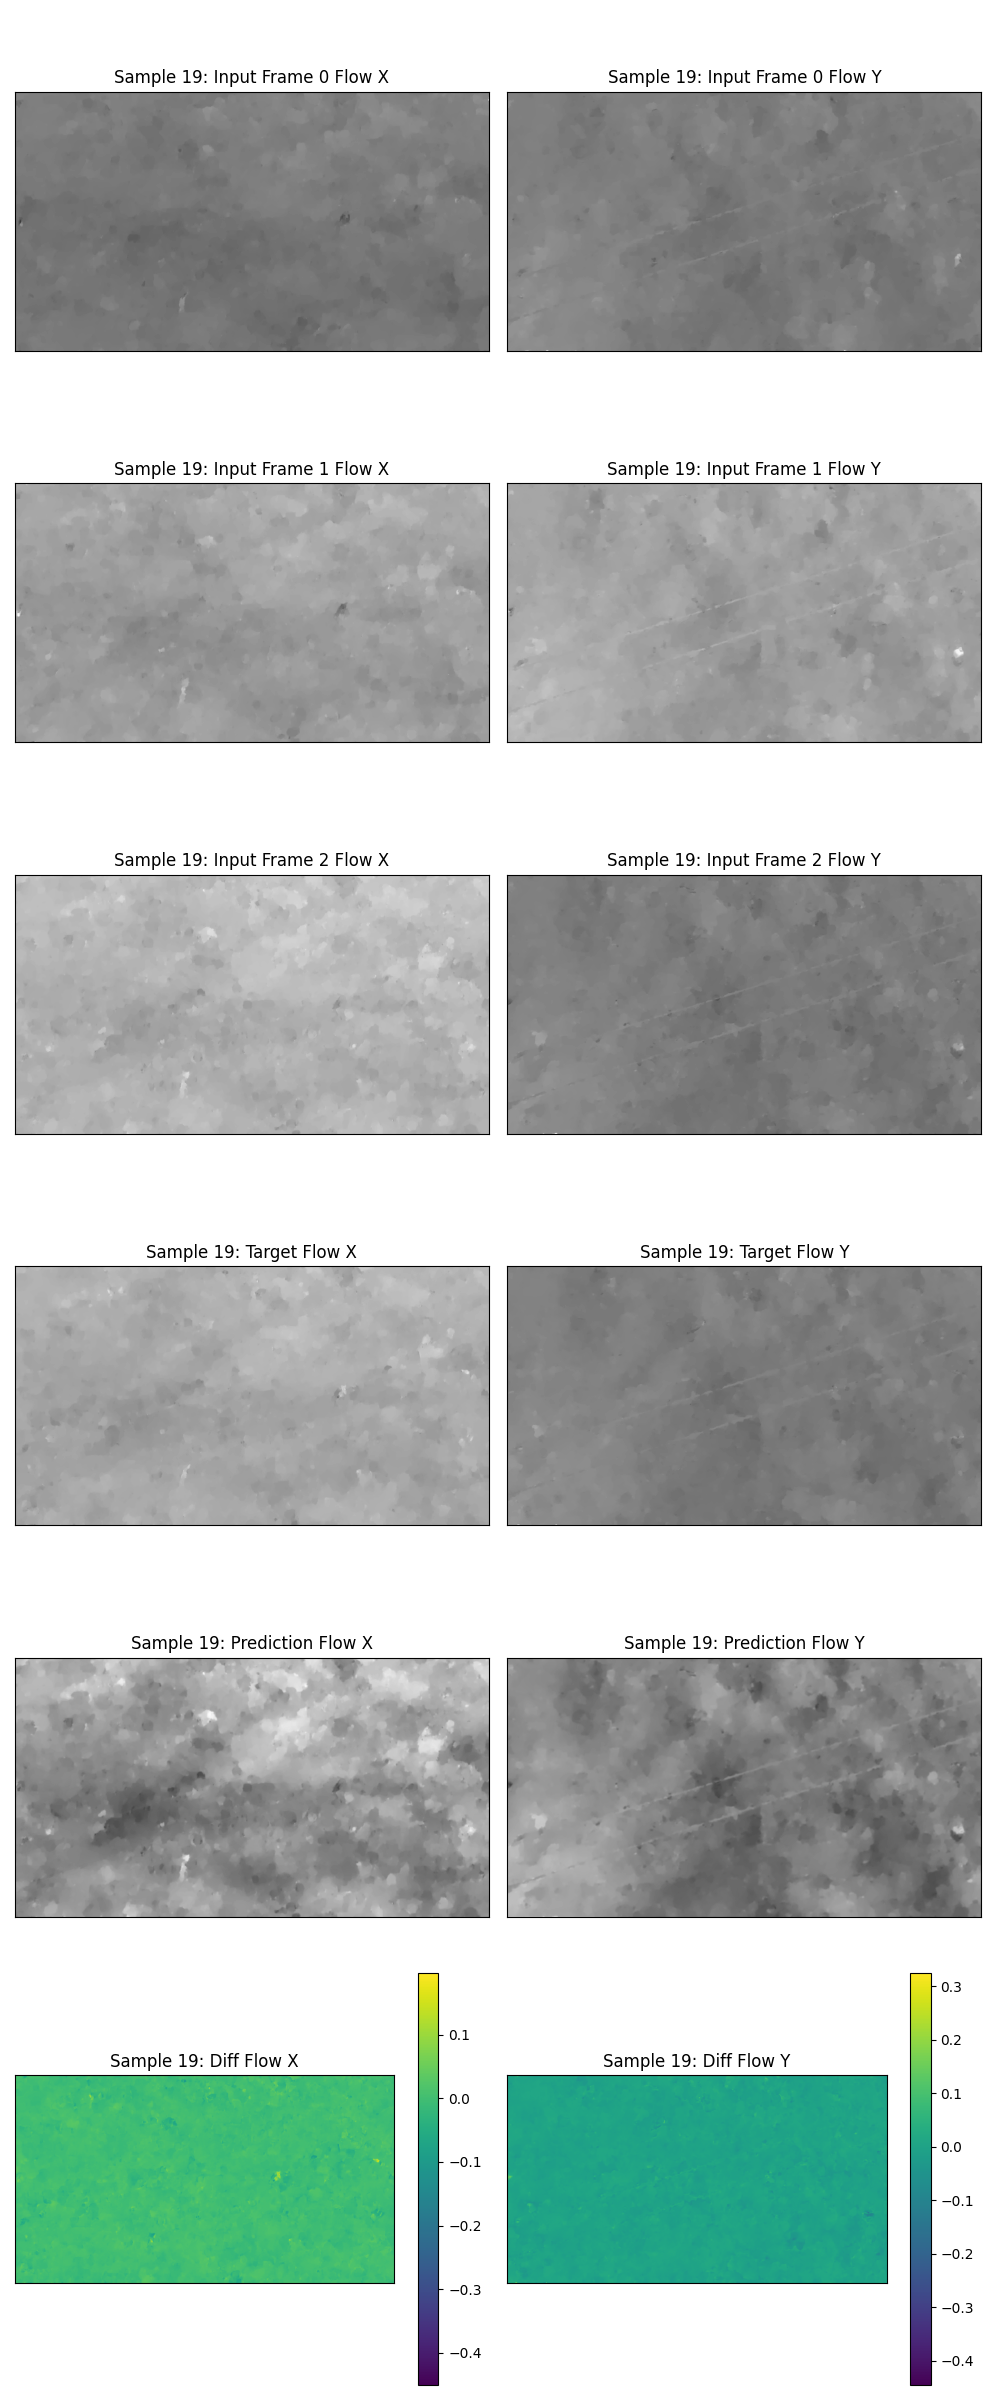 Sample 19: Input Frame 0 Flow X
Sample 19: Input Frame 0 Flow Y
Sample 19: Input Frame 1 Flow X
Sample 19: Input Frame 1 Flow Y
Sample 19: Input Frame 2 Flow X
Sample 19: Input Frame 2 Flow Y
Sample 19: Target Flow X
Sample 19: Target Flow Y
Sample 19: Prediction Flow X
Sample 19: Prediction Flow Y
Sample 19: Diff Flow X
0.1
0.0
−0.1
−0.2
−0.3
−0.4
Sample 19: Diff Flow Y
0.3
0.2
0.1
0.0
−0.1
−0.2
−0.3
−0.4